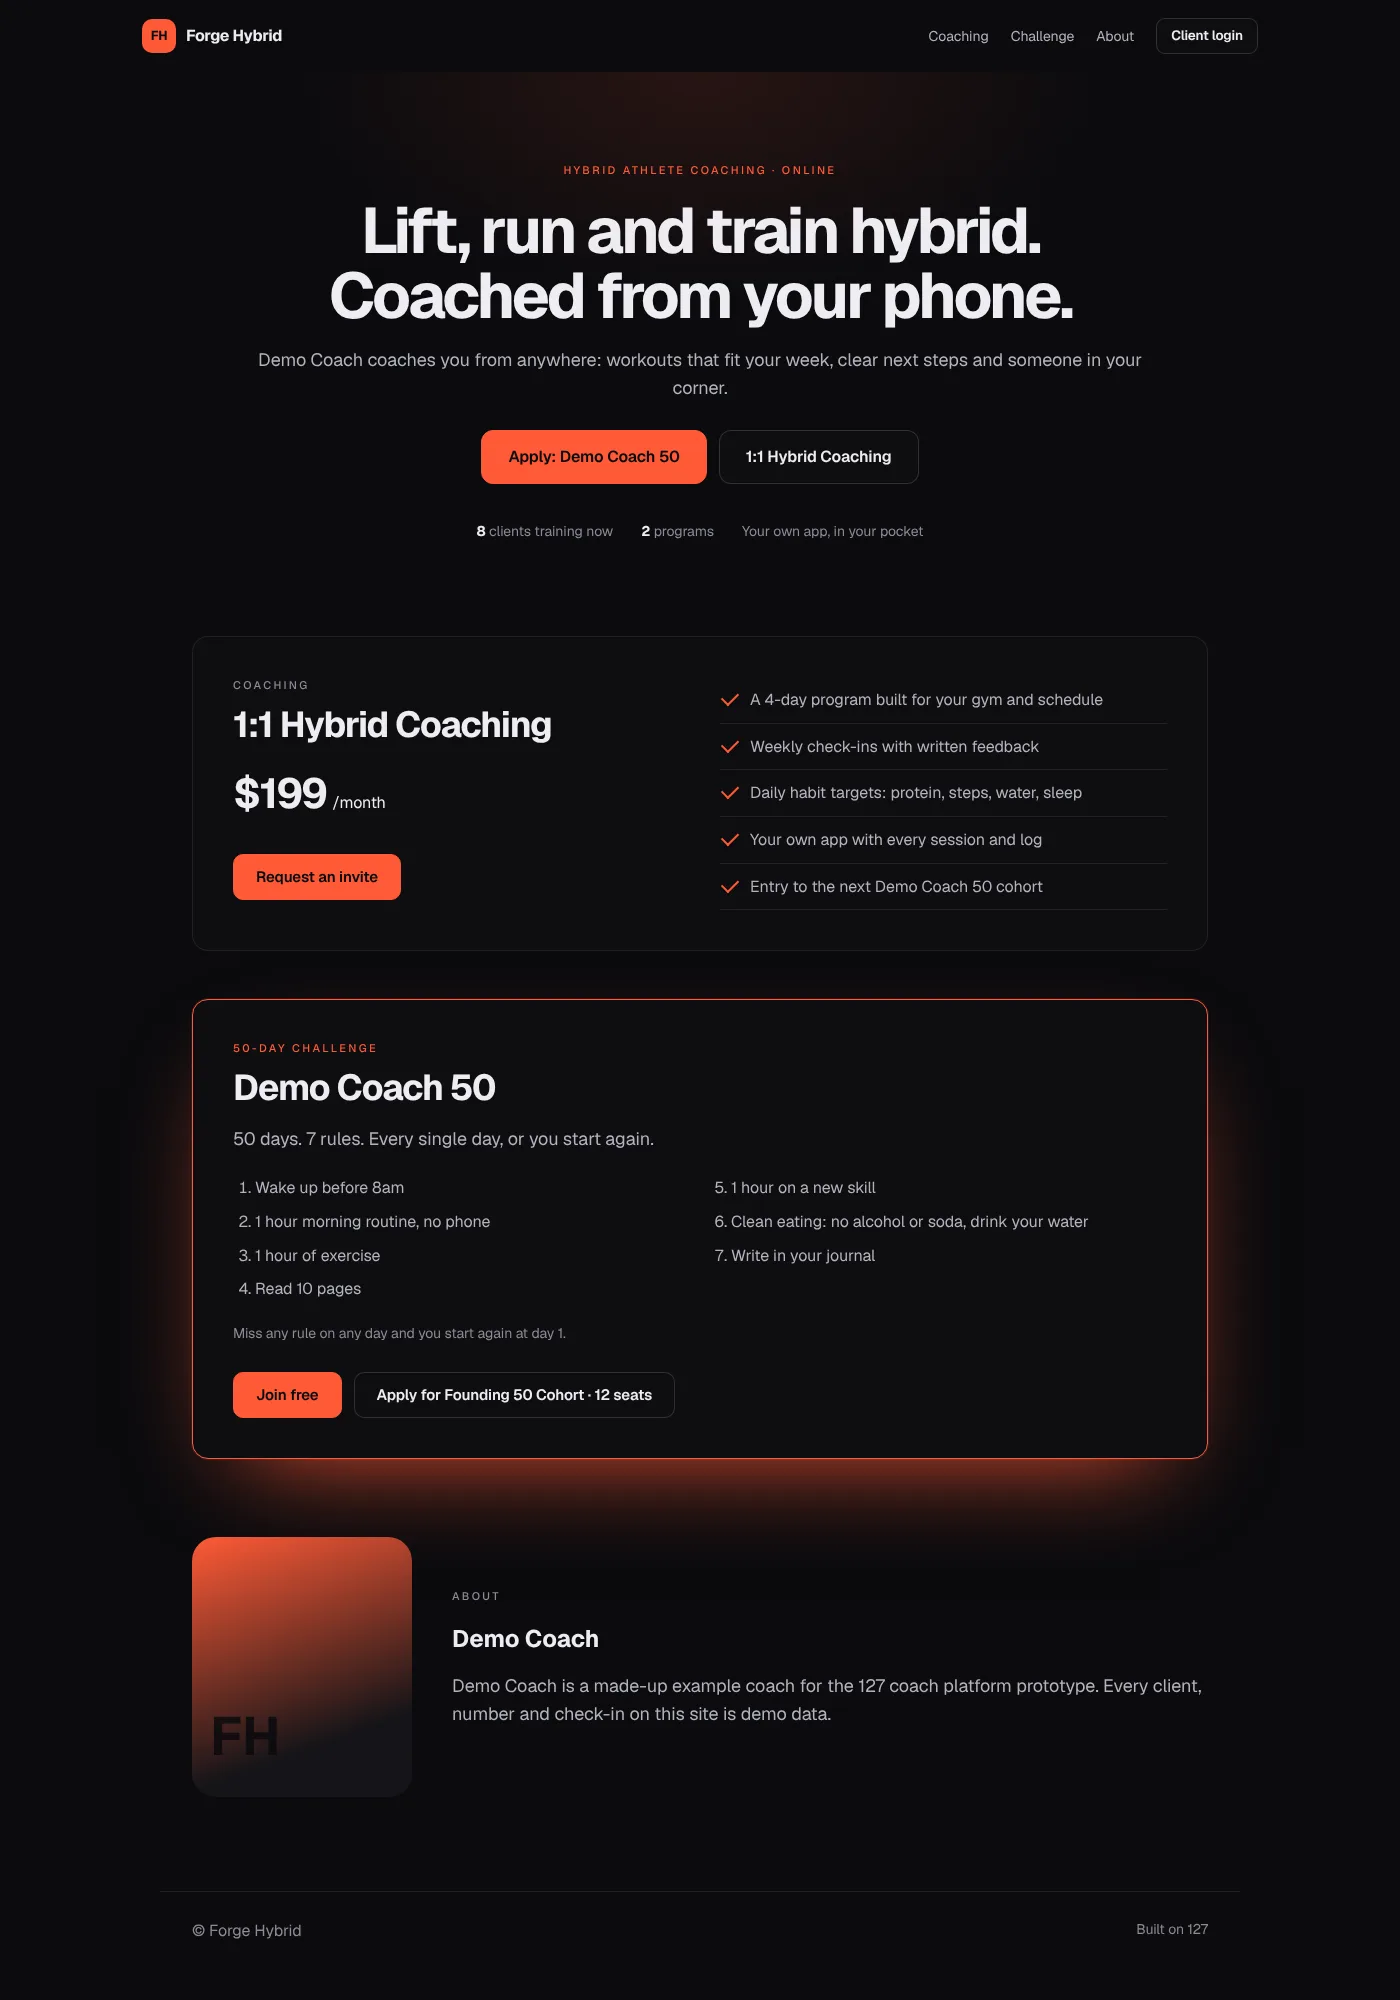 FH
Forge Hybrid
Coaching
Challenge
About
Client login
HYBRID ATHLETE COACHING · ONLINE
Lift, run and train hybrid.
Coached from your phone.
Demo Coach coaches you from anywhere: workouts that fit your week, clear next steps and someone in your
corner.
Apply: Demo Coach 50
1:1 Hybrid Coaching
8 clients training now
2 programs
Your own app, in your pocket
COACHING
1:1 Hybrid Coaching
$199 /month
Request an invite
A 4-day program built for your gym and schedule
Weekly check-ins with written feedback
Daily habit targets: protein, steps, water, sleep
Your own app with every session and log
Entry to the next Demo Coach 50 cohort
50-DAY CHALLENGE
Demo Coach 50
50 days. 7 rules. Every single day, or you start again.
1. Wake up before 8am
2. 1 hour morning routine, no phone
3. 1 hour of exercise
4. Read 10 pages
5. 1 hour on a new skill
6. Clean eating: no alcohol or soda, drink your water
7. Write in your journal
Miss any rule on any day and you start again at day 1.
Join free
Apply for Founding 50 Cohort · 12 seats
FH
ABOUT
Demo Coach
Demo Coach is a made-up example coach for the 127 coach platform prototype. Every client,
number and check-in on this site is demo data.
© Forge Hybrid
Built on 127